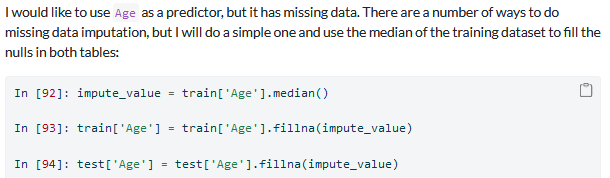 I would like to use Age as a predictor, but it has missing data. There are a number of ways to do
missing data imputation, but I will do a simple one and use the median of the training dataset to fill the
nulls in both tables:
In [92]: impute_value = train['Age'].median()
In [93]: train['Age'] = train['Age'].fillna(impute_value)
In [94]: test['Age'] = test['Age'].fillna(impute_value)